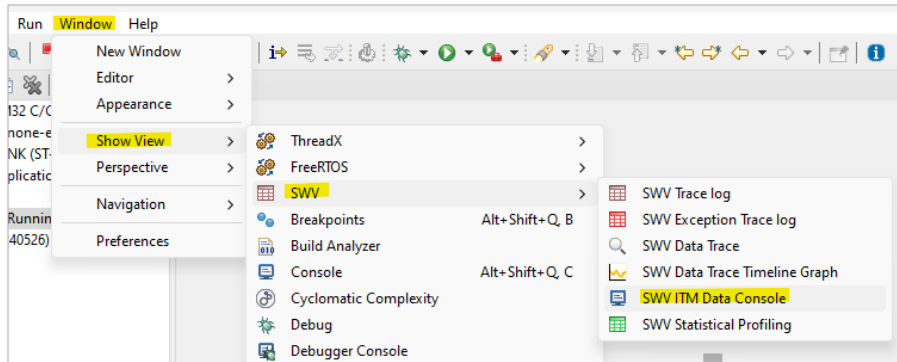 Run Window Help
New Window
Editor
Appearance
Show View
Perspective
Navigation
Preferences
ThreadX
FreeRTOS
SWV
Breakpoints Alt+Shift+Q, B
Build Analyzer
Console Alt+Shift+Q, C
Cyclomatic Complexity
Debug
Debugger Console
SWV Trace log
SWV Exception Trace log
SWV Data Trace
SWV Data Trace Timeline Graph
SWV ITM Data Console
SWV Statistical Profiling